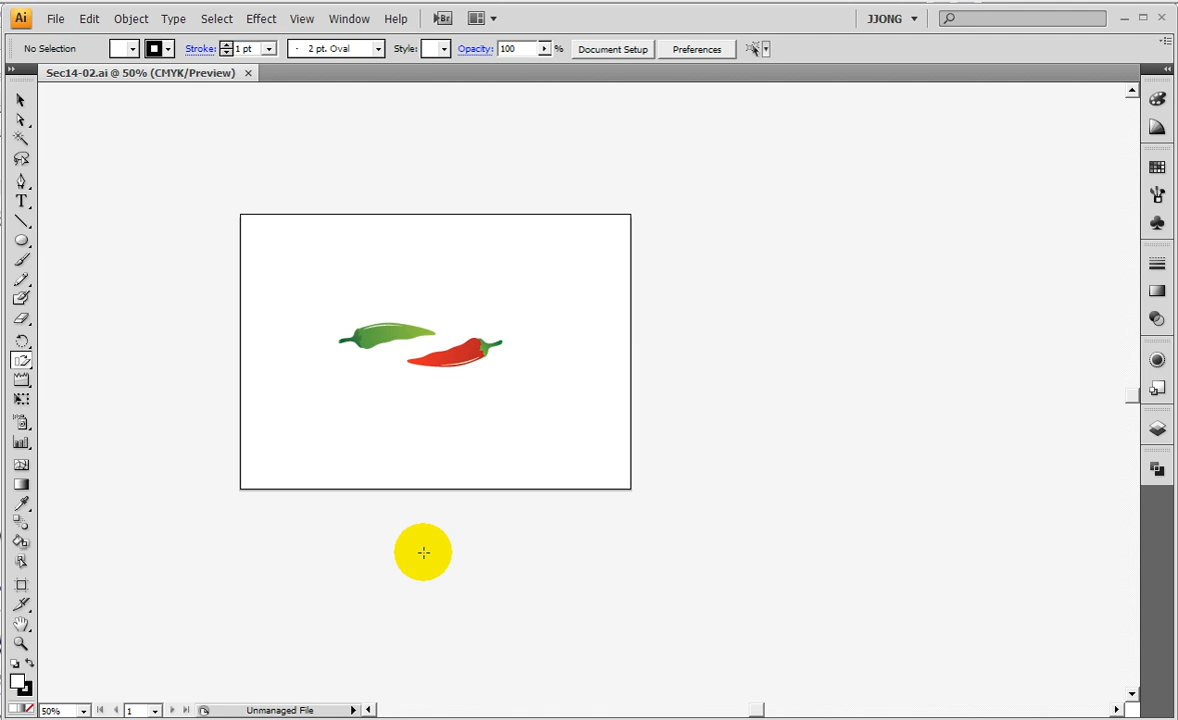 Ai File Edit Object Type Select Effect View Window Help Br JJONG
No Selection Stroke: 1 pt 2 pt. Oval Style: Opacity: 100 % Document Setup Preferences
Sec14-02.ai @ 50% (CMYK/Preview)
T
50% 1 Unmanaged File